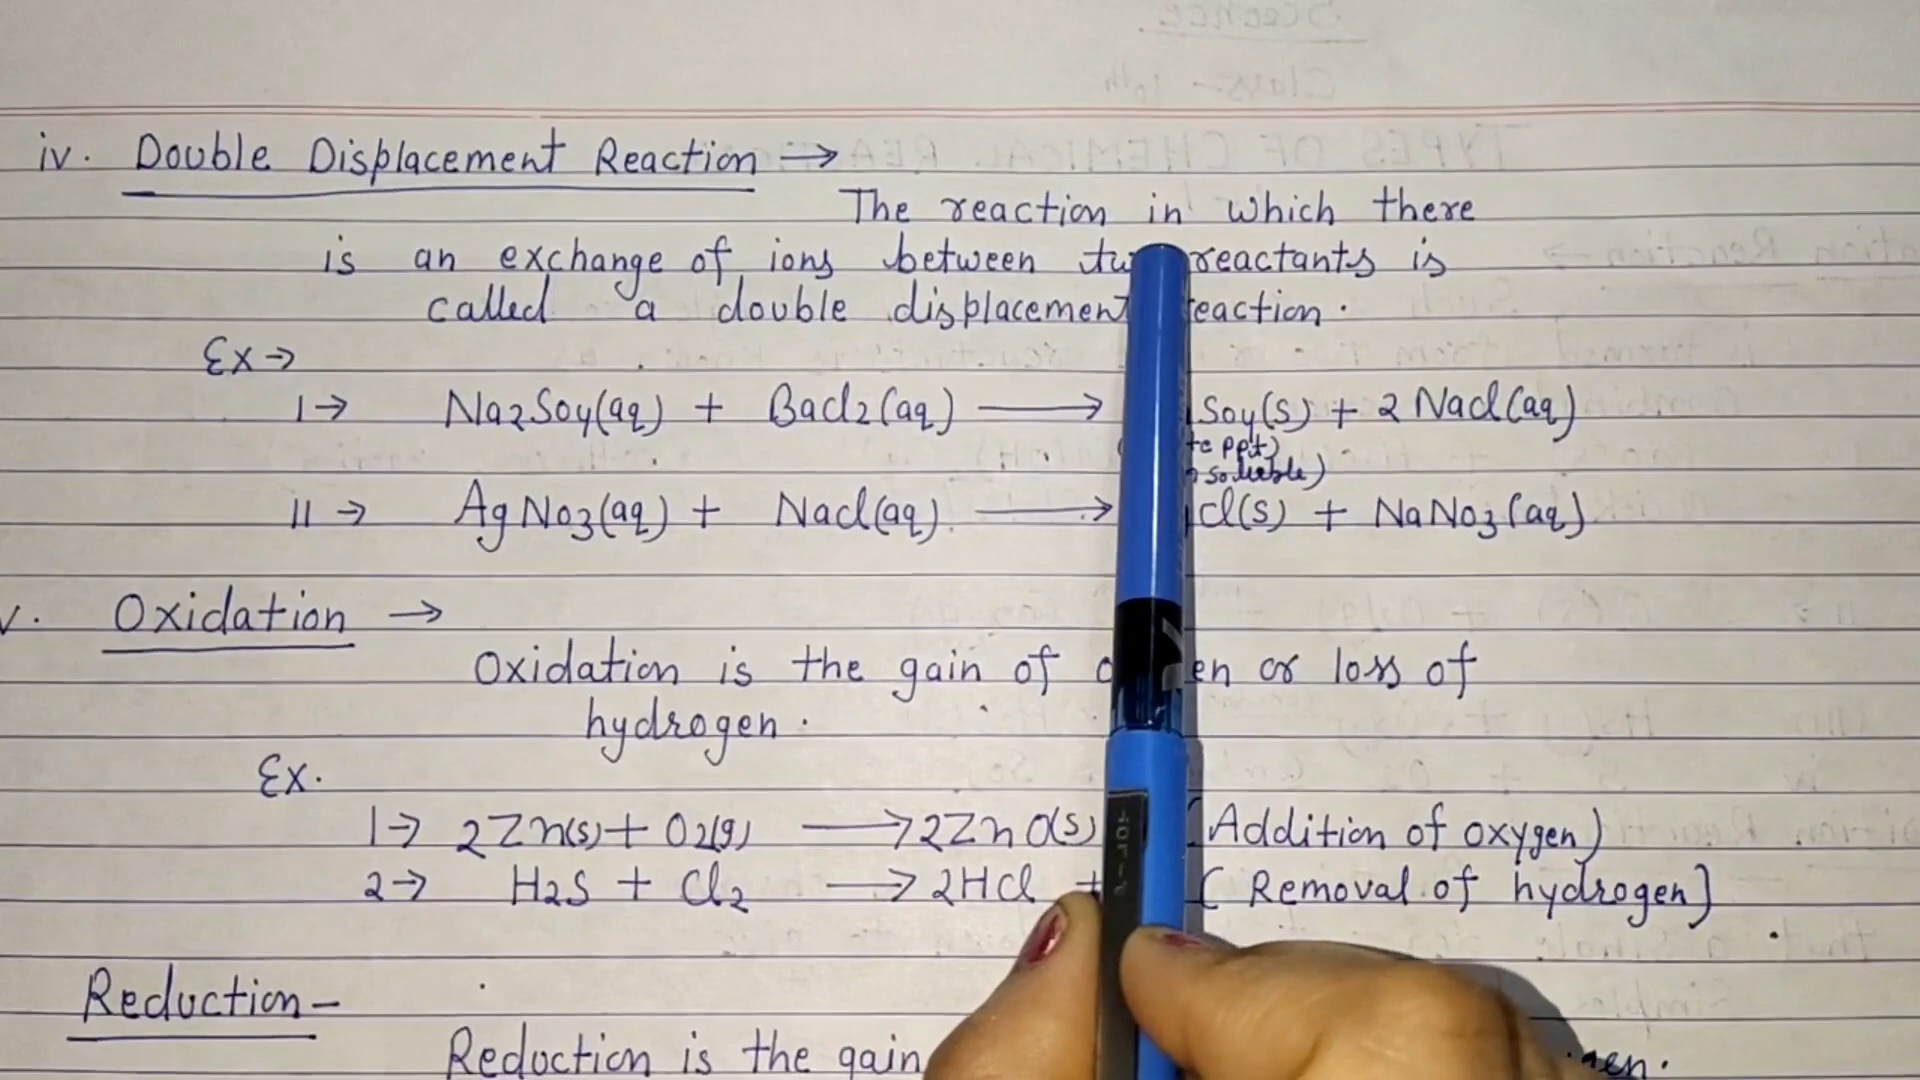 iv. Double Displacement Reaction →
The reaction in which there
is an exchange of ions between reactants is
called a double displacement reaction.
Ex →
1 → Na2SO4(aq) + BaCl2(aq) → SO4(s) + 2 NaCl(aq)
ppt)
soluble)
11 → AgNO3(aq) + NaCl(aq) → Cl(s) + NaNO3(aq)
v. Oxidation →
Oxidation is the gain of or loss of
hydrogen.
Ex.
1 → 2Zn(s) + O2(g) → 2ZnO(s) (Addition of oxygen)
2 → H2S + Cl2 → 2HCl + [Removal of hydrogen]
Reduction -
Reduction is the gain